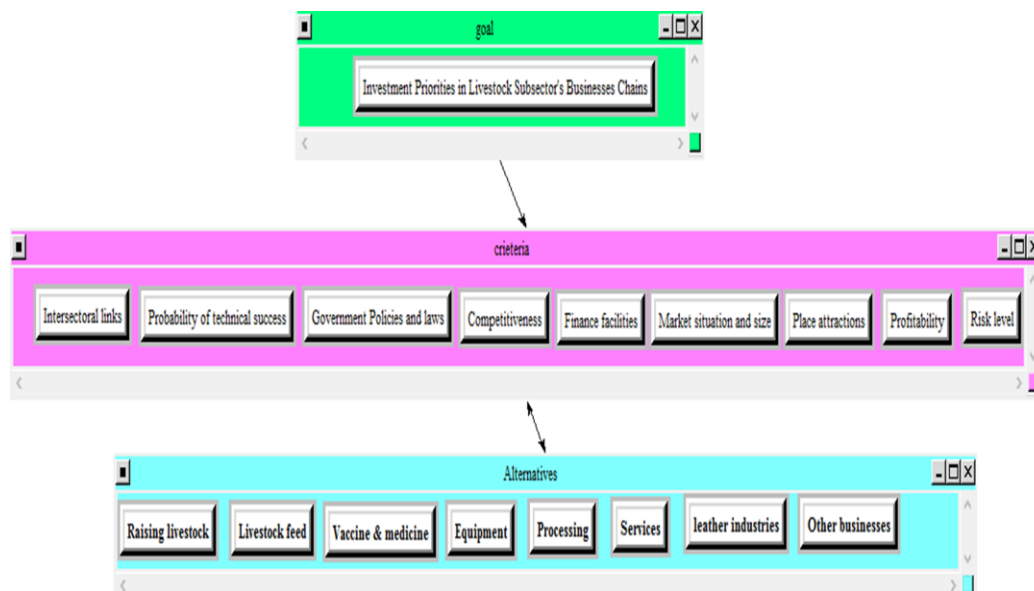 goal
Investment Priorities in Livestock Subsector's Businesses Chains
crieteria
Intersectoral links
Probability of technical success
Government Policies and laws
Competitiveness
Finance facilities
Market situation and size
Place attractions
Profitability
Risk level
Alternatives
Raising livestock
Livestock feed
Vaccine & medicine
Equipment
Processing
Services
leather industries
Other businesses